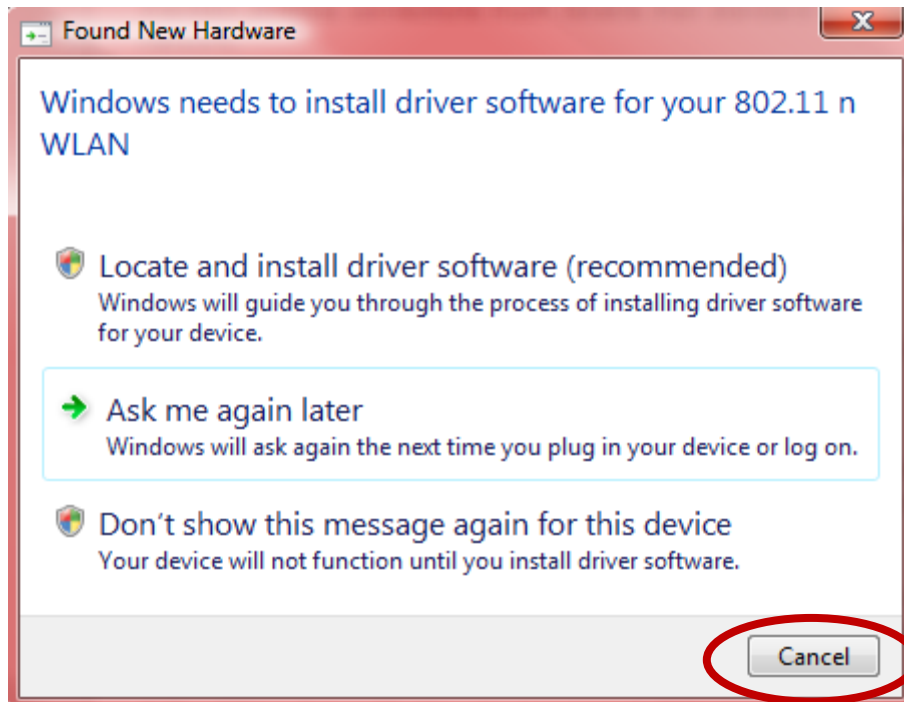 Found New Hardware
Windows needs to install driver software for your 802.11 n
WLAN
Locate and install driver software (recommended)
Windows will guide you through the process of installing driver software
for your device.
Ask me again later
Windows will ask again the next time you plug in your device or log on.
Don't show this message again for this device
Your device will not function until you install driver software.
Cancel